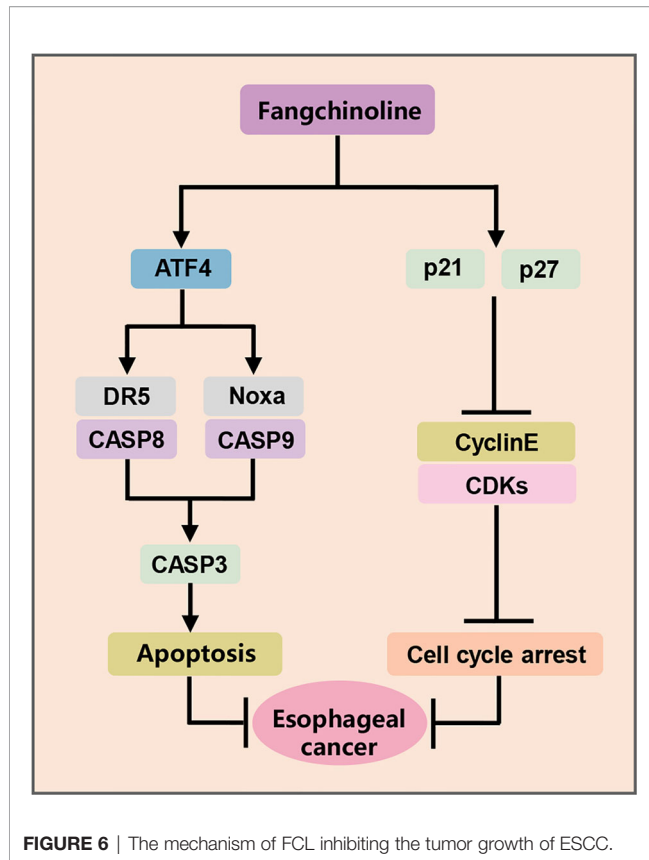 Fangchinoline
ATF4
p21 p27
DR5 Noxa
CASP8 CASP9
CyclinE
CDKs
CASP3
Apoptosis
Cell cycle arrest
Esophageal
cancer
FIGURE 6 | The mechanism of FCL inhibiting the tumor growth of ESCC.